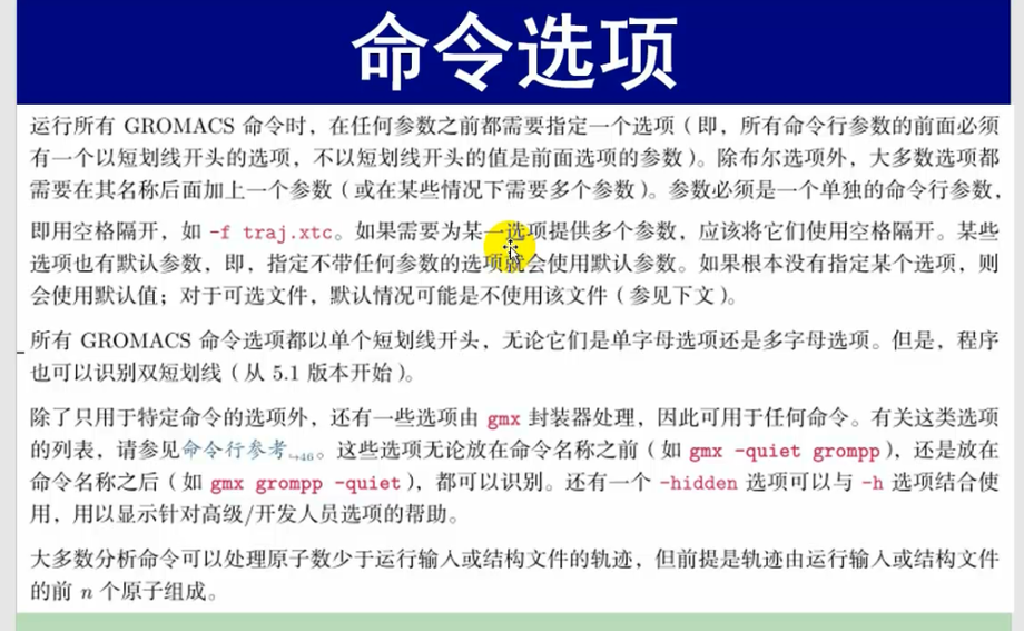 命令选项
运行所有 GROMACS 命令时，在任何参数之前都需要指定一个选项（即，所有命令行参数的前面必须
有一个以短划线开头的选项，不以短划线开头的值是前面选项的参数）。除布尔选项外，大多数选项都
需要在其名称后面加上一个参数（或在某些情况下需要多个参数）。参数必须是一个单独的命令行参数，
即用空格隔开，如 -f traj.xtc。如果需要为某一选项提供多个参数，应该将它们使用空格隔开。某些
选项也有默认参数，即，指定不带任何参数的选项就会使用默认参数。如果根本没有指定某个选项，则
会使用默认值；对于可选文件，默认情况可能是不使用该文件（参见下文）。
所有 GROMACS 命令选项都以单个短划线开头，无论它们是单字母选项还是多字母选项。但是，程序
也可以识别双短划线（从 5.1 版本开始）。
除了只用于特定命令的选项外，还有一些选项由 gmx 封装器处理，因此可用于任何命令。有关这类选项
的列表，请参见命令行参考→46。这些选项无论放在命令名称之前（如 gmx -quiet grompp），还是放在
命令名称之后（如 gmx grompp -quiet），都可以识别。还有一个 -hidden 选项可以与 -h 选项结合使
用，用以显示针对高级/开发人员选项的帮助。
大多数分析命令可以处理原子数少于运行输入或结构文件的轨迹，但前提是轨迹由运行输入或结构文件
的前 n 个原子组成。